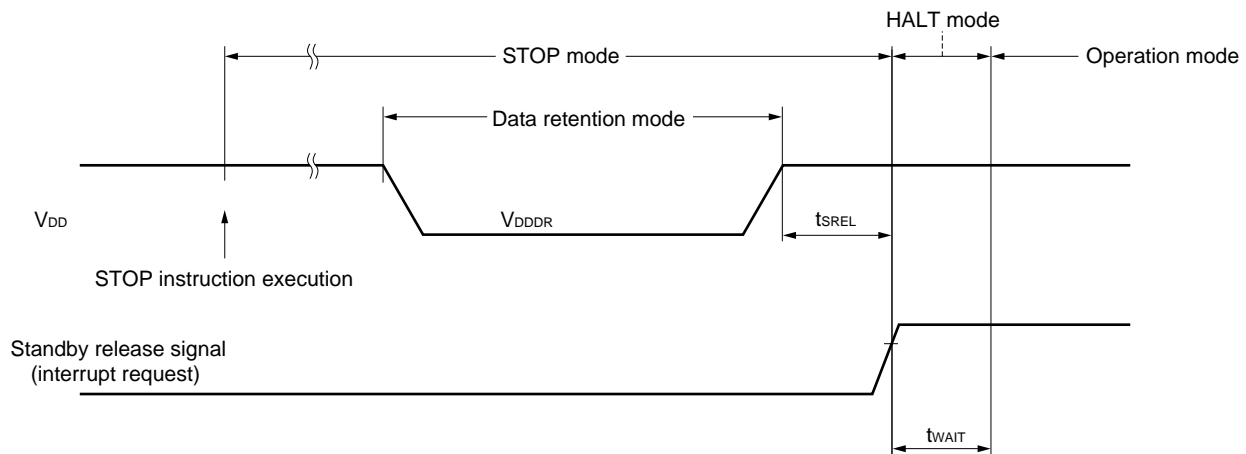 HALT mode
STOP mode
Operation mode
Data retention mode
VDD
VDDDR
tSREL
STOP instruction execution
Standby release signal
(interrupt request)
tWAIT